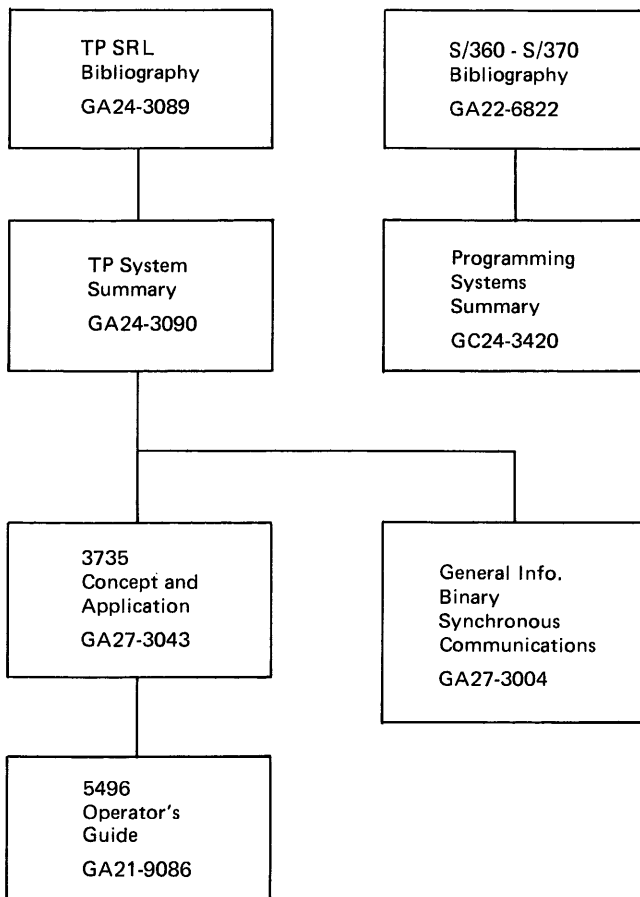 TP SRL
Bibliography
GA24-3089
S/360 - S/370
Bibliography
GA22-6822
TP System
Summary
GA24-3090
Programming
Systems
Summary
GC24-3420
3735
Concept and
Application
GA27-3043
General Info.
Binary
Synchronous
Communications
GA27-3004
5496
Operator's
Guide
GA21-9086